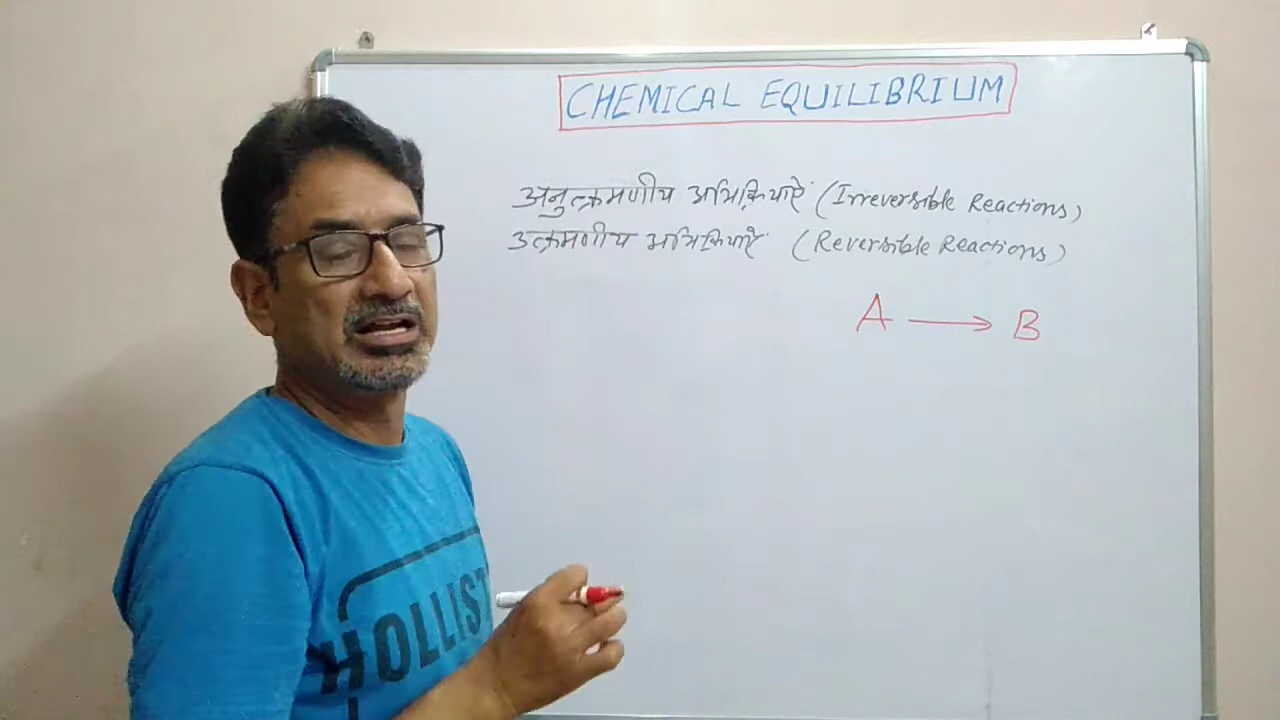 CHEMICAL EQUILIBRIUM
अनुत्क्रमणीय अभिक्रियाऐं (Irreversible Reactions)
उत्क्रमणीय अभिक्रियाऐं (Reversible Reactions)
A → B
HOLLIST